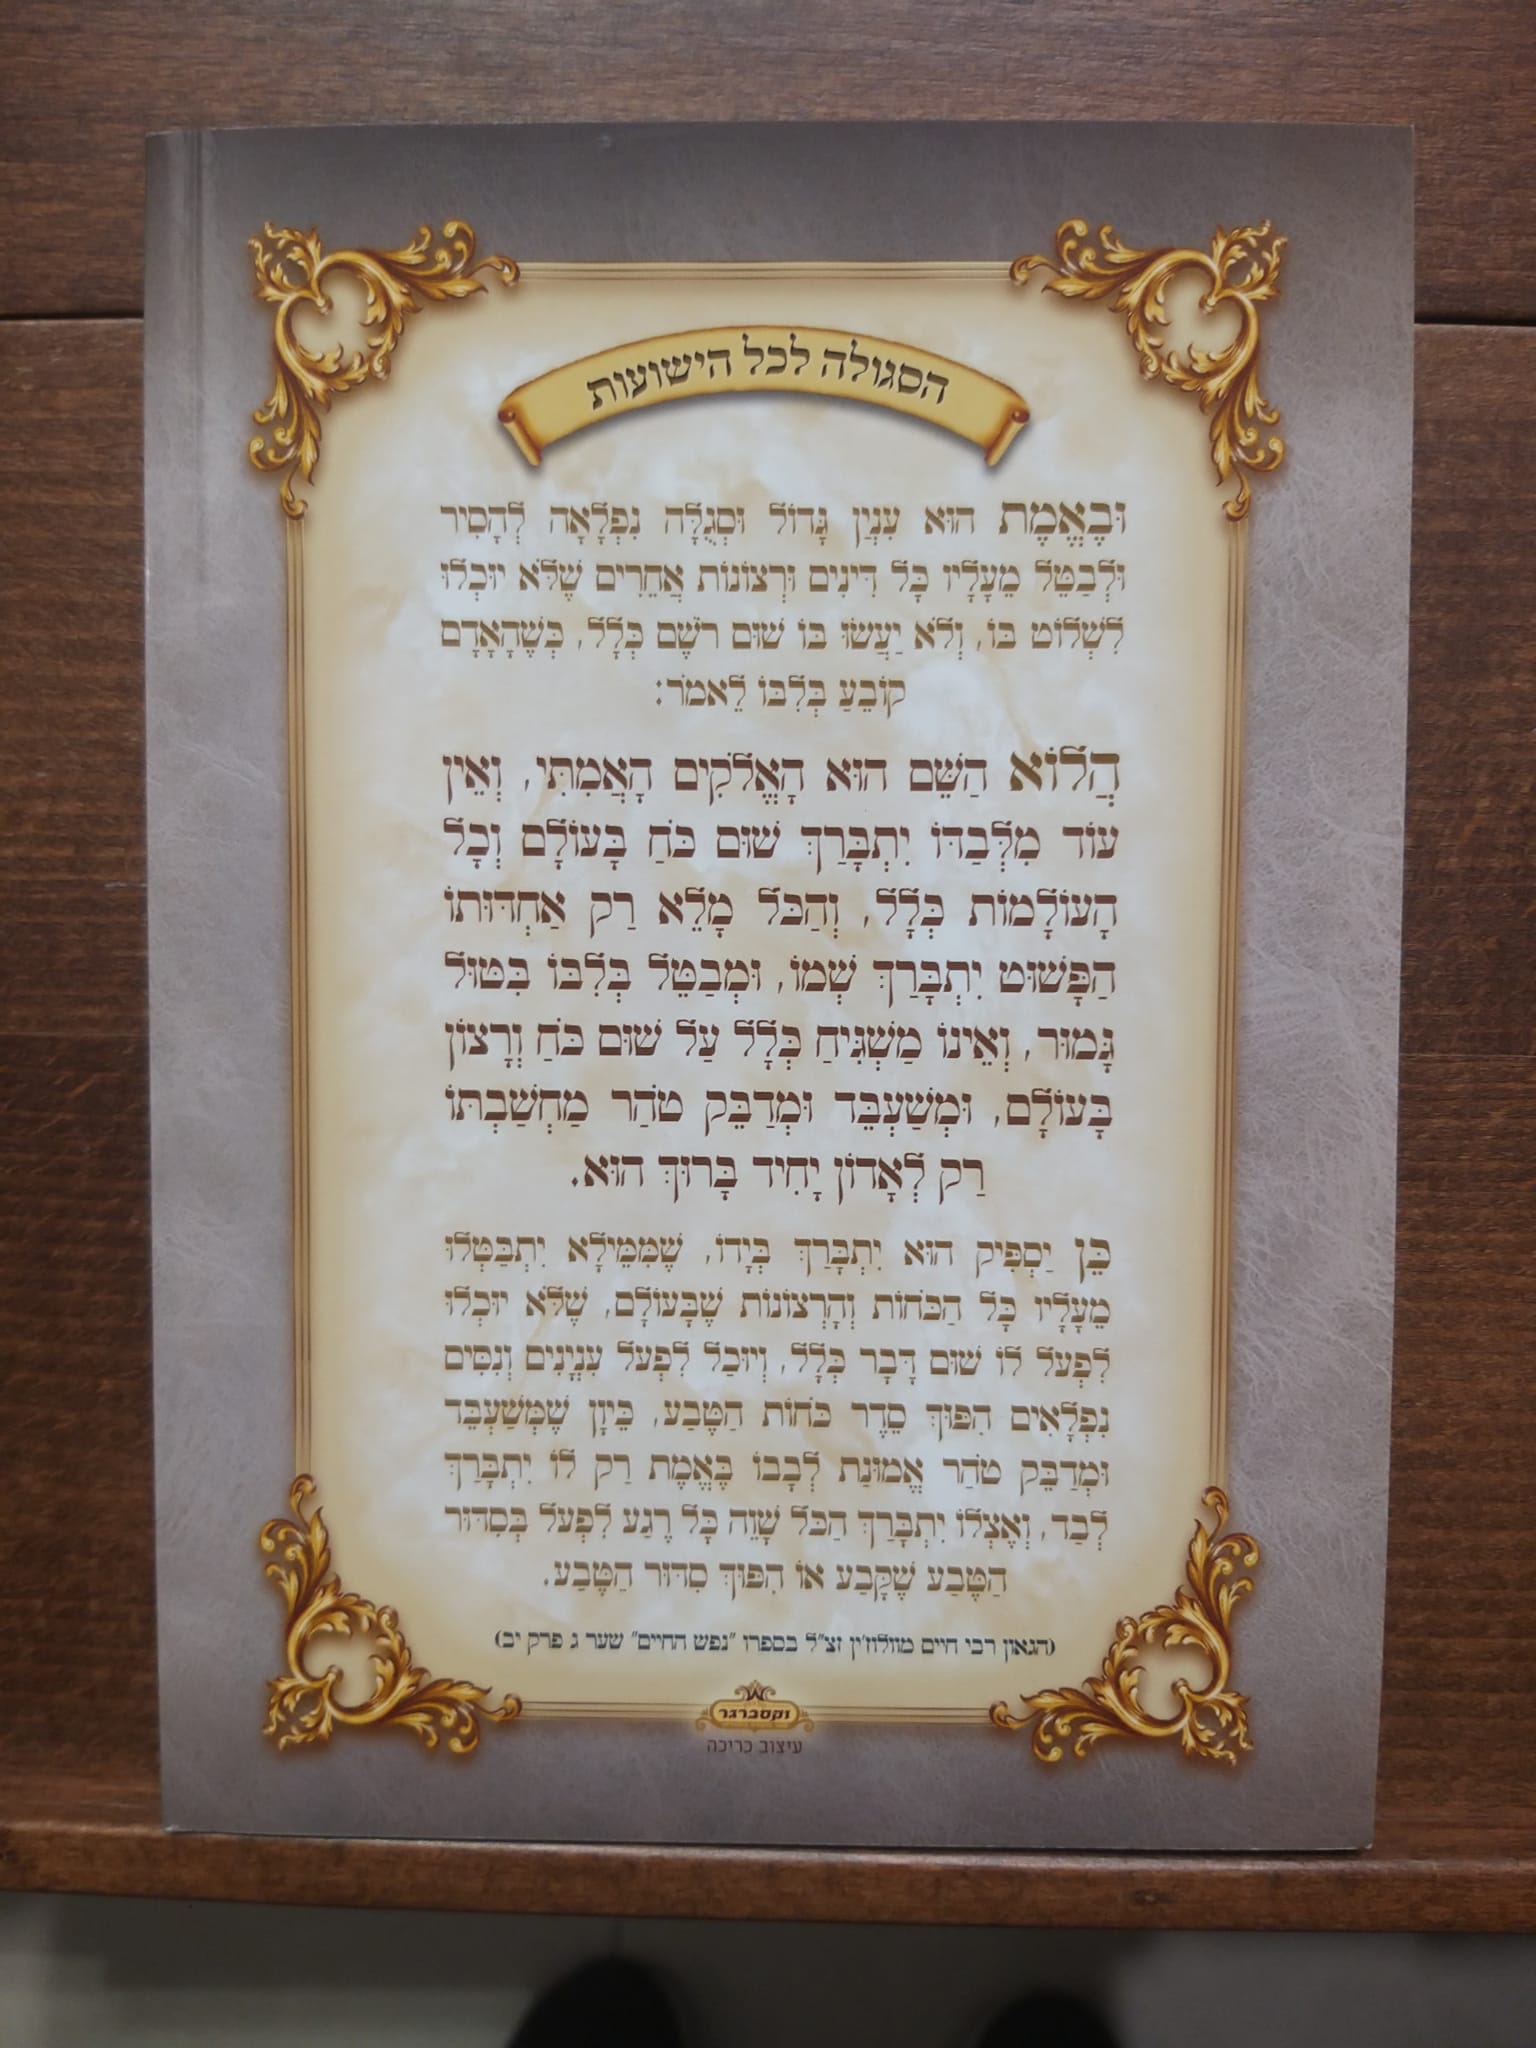 הסגולה לכל הישועות
וּבֶאֱמֶת הוּא עִנְיַן גָּדוֹל וּסְגֻלָּה נִפְלָאָה לְהָסִיר
וּלְבַטֵּל מֵעָלָיו כָּל דִּינִים וּרְצוֹנוֹת אֲחֵרִים שֶׁלֹּא יוּכְלוּ
לִשְׁלוֹט בּוֹ, וְלֹא יַעֲשׂוּ בּוֹ שׁוּם רֹשֶׁם כְּלָל, כְּשֶׁהָאָדָם
קוֹבֵעַ בְּלִבּוֹ לֵאמֹר:
הֲלוֹא הַשֵּׁם הוּא הָאֱלֹקִים הָאֲמִתִּי, וְאֵין
עוֹד מִלְּבַדּוֹ יִתְבָּרַךְ שׁוּם כֹּחַ בָּעוֹלָם וְכָל
הָעוֹלָמוֹת כְּלָל, וְהַכֹּל מָלֵא רַק אַחְדּוּתוֹ
הַפָּשׁוּט יִתְבָּרַךְ שְׁמוֹ, וּמְבַטֵּל בְּלִבּוֹ בִּטּוּל
גָּמוּר, וְאֵינוֹ מַשְׁגִּיחַ כְּלָל עַל שׁוּם כֹּחַ וְרָצוֹן
בָּעוֹלָם, וּמְשַׁעְבֵּד וּמְדַבֵּק טֹהַר מַחְשַׁבְתּוֹ
רַק לְאָדוֹן יָחִיד בָּרוּךְ הוּא.
כֵּן יַסְפִּיק הוּא יִתְבָּרַךְ בְּיָדוֹ, שֶׁמִּמֵּילָא יִתְבַּטְּלוּ
מֵעָלָיו כָּל הַכֹּחוֹת וְהָרְצוֹנוֹת שֶׁבָּעוֹלָם, שֶׁלֹּא יוּכְלוּ
לִפְעֹל לוֹ שׁוּם דָּבָר כְּלָל, וְיוּכַל לִפְעֹל עִנְיָנִים וְנִסִּים
נִפְלָאִים הִפּוּךְ סֵדֶר כֹּחוֹת הַטֶּבַע, כֵּיוָן שֶׁמְּשַׁעְבֵּד
וּמְדַבֵּק טֹהַר אֱמוּנַת לְבָבוֹ בֶּאֱמֶת רַק לוֹ יִתְבָּרַךְ
לְבַד, וְאֶצְלוֹ יִתְבָּרַךְ הַכֹּל שָׁוֶה כָּל רֶגַע לִפְעֹל בְּסִדּוּר
הַטֶּבַע שֶׁקָּבַע אוֹ הִפּוּךְ סִדּוּר הַטֶּבַע.
(הגאון רבי חיים מוולוז'ין זצ"ל בספרו "נפש החיים" שער ג פרק יב)
וקסברגר
עיצוב כריכה